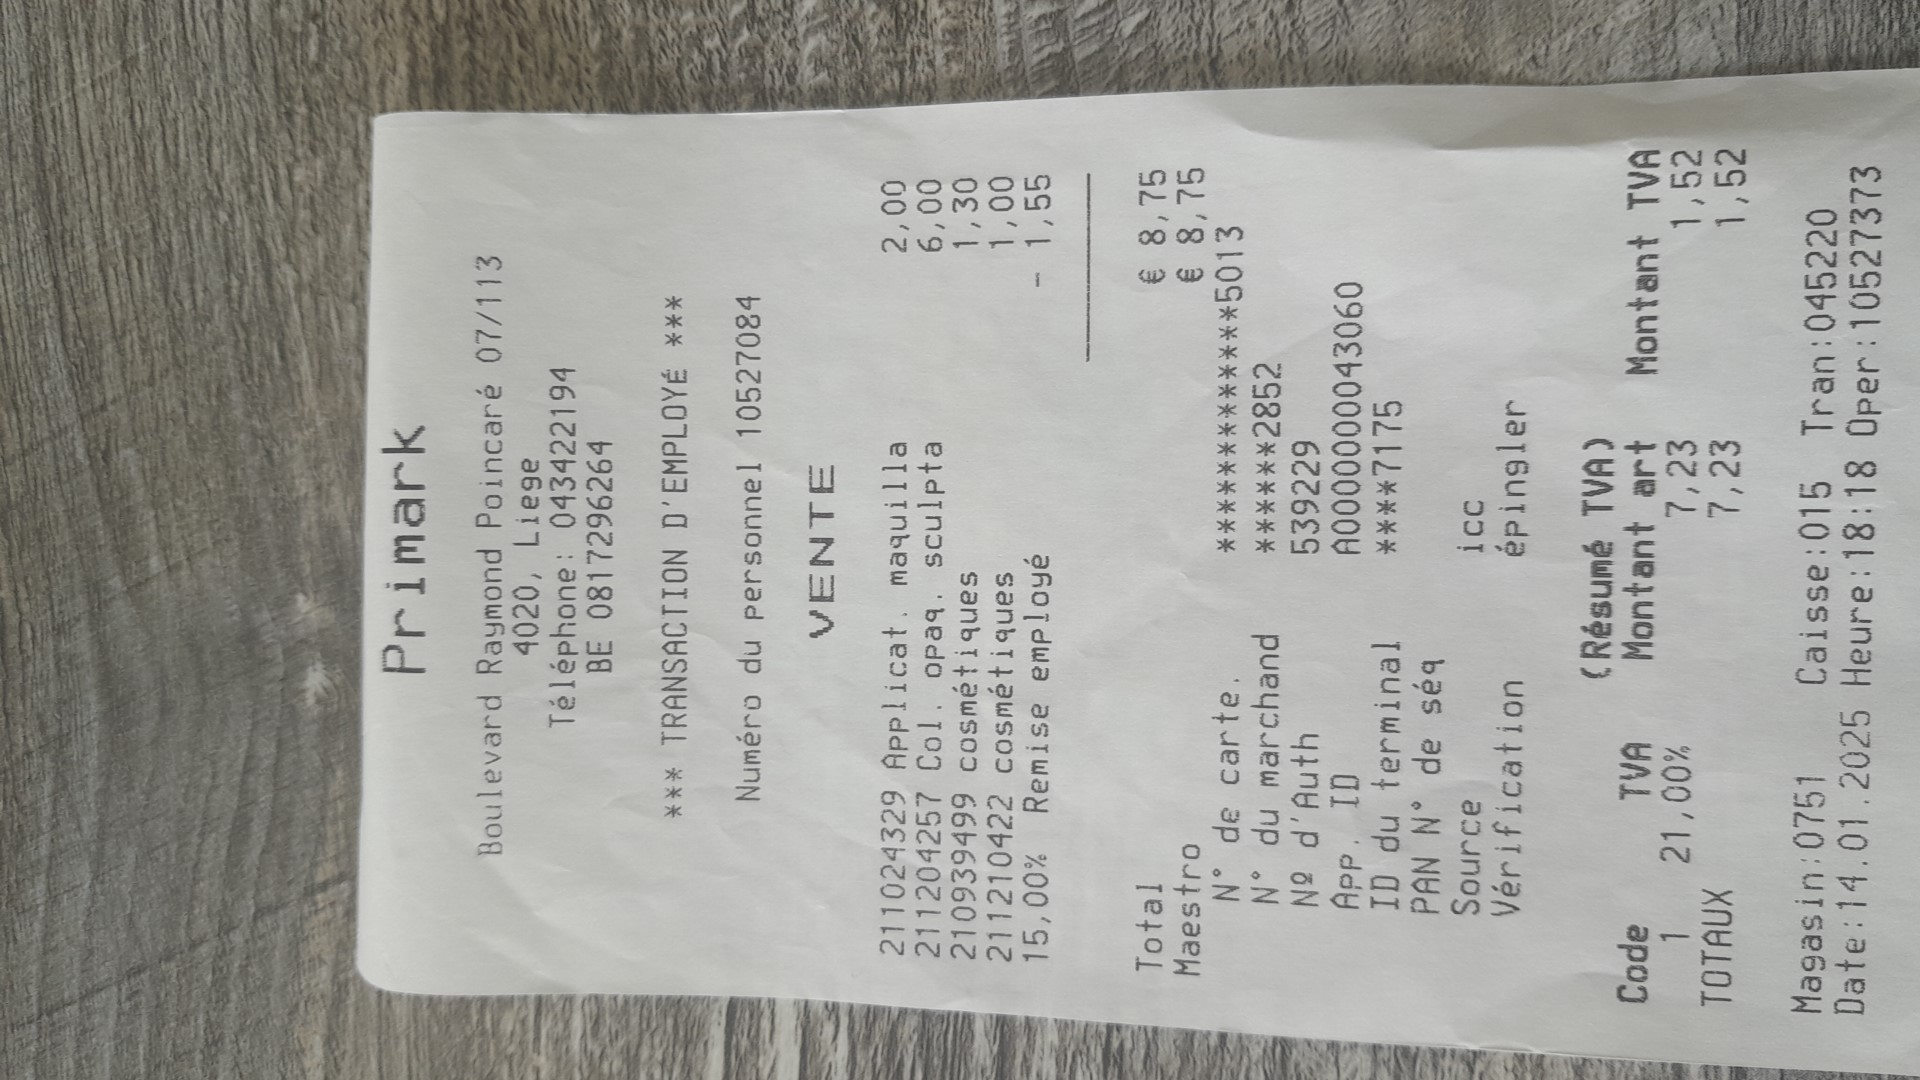 Primark
Boulevard Raymond Poincaré 07/113
4020, Liege
Téléphone: 043422194
BE 0817296264
*** TRANSACTION D'EMPLOYÉ ***
Numéro du personnel 10527084
VENTE
211024329 Applicat. maquilla 2,00
211204257 Col. opaq. sculpta 6,00
210939499 cosmétiques 1,30
211210422 cosmétiques 1,00
15,00% Remise employé - 1,55
Total € 8,75
Maestro € 8,75
N° de carte. ***************5013
N° du marchand ******2852
Nº d'Auth 539229
App. ID A0000000043060
ID du terminal ****7175
PAN N° de séq
Source icc
Vérification épingler
(Résumé TVA)
Code TVA Montant art Montant TVA
1 21,00% 7,23 1,52
TOTAUX 7,23 1,52
Magasin:0751 Caisse:015 Tran:045220
Date:14.01.2025 Heure:18:18 Oper:10527373